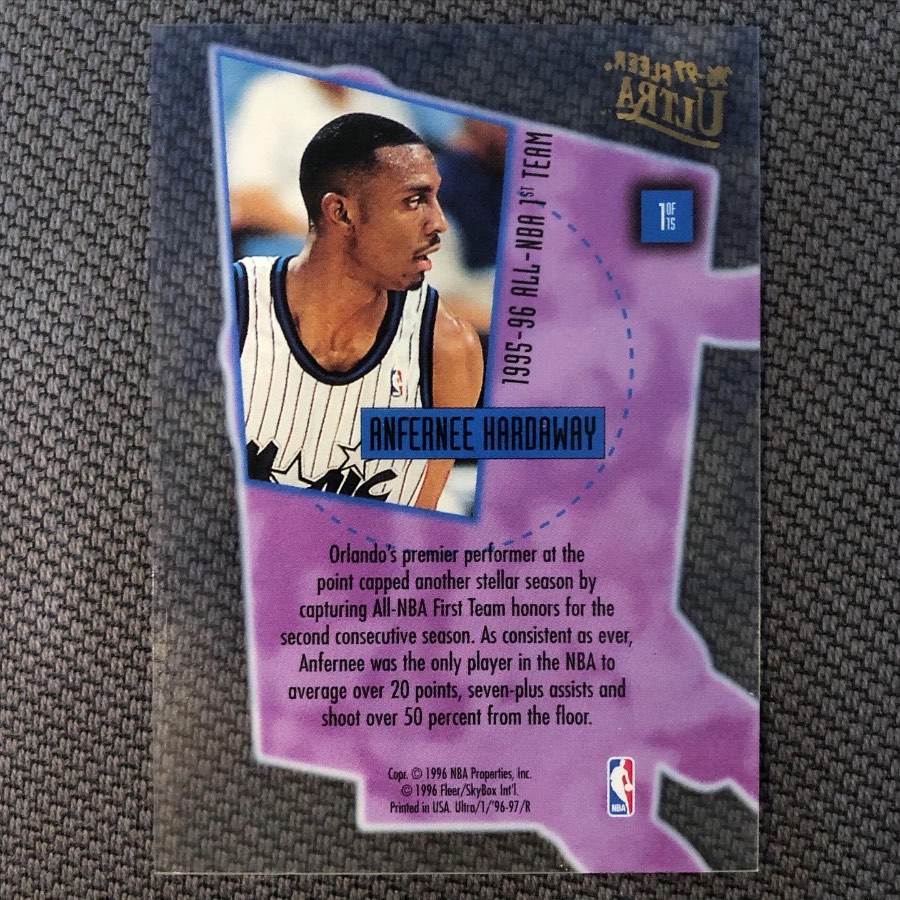 '96-'97 FLEER
ULTRA
1 OF 15
1995-96 ALL-NBA 1ST TEAM
ANFERNEE HARDAWAY
MAGIC
Orlando's premier performer at the
point capped another stellar season by
capturing All-NBA First Team honors for the
second consecutive season. As consistent as ever,
Anfernee was the only player in the NBA to
average over 20 points, seven-plus assists and
shoot over 50 percent from the floor.
Copr. © 1996 NBA Properties, Inc.
© 1996 Fleer/SkyBox Int'l.
Printed in USA. Ultra/1/'96-97/R
NBA